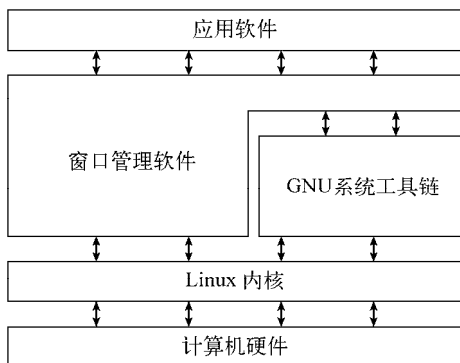 应用软件
窗口管理软件
GNU系统工具链
Linux 内核
计算机硬件